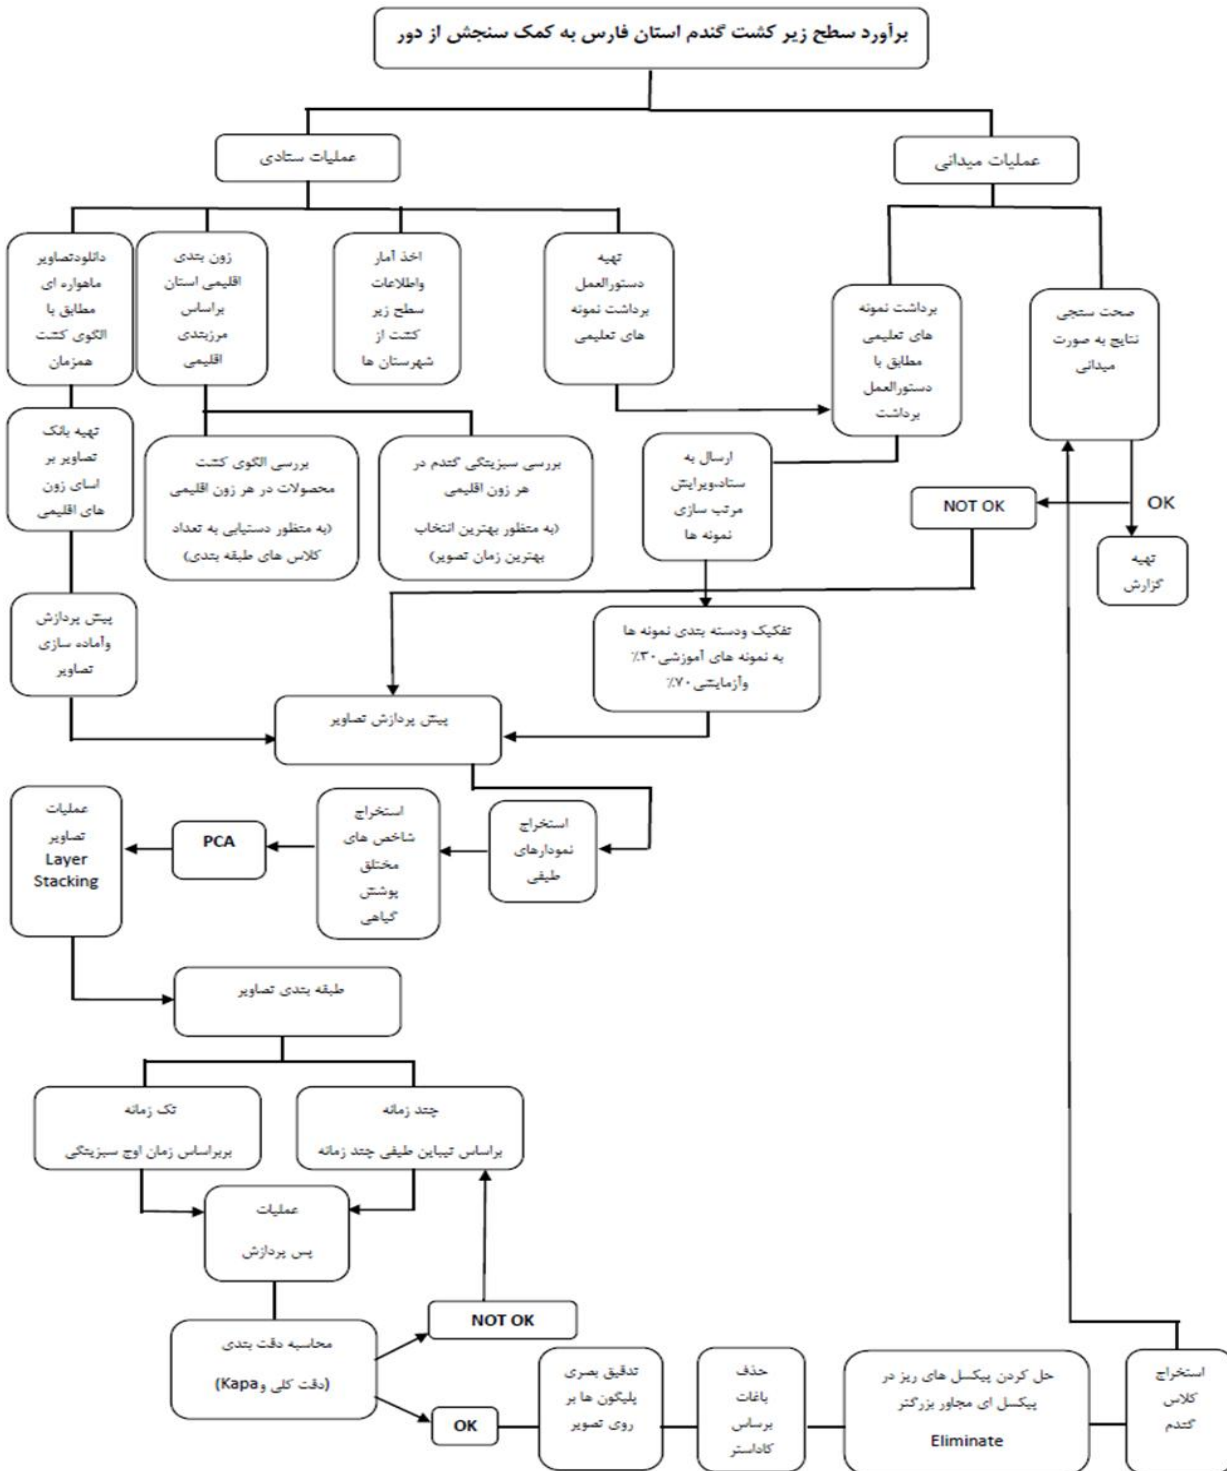 برآورد سطح زیر کشت گندم استان فارس به کمک سنجش از دور
عملیات میدانی
عملیات ستادی
صحت سنجی
نتایج به صورت
میدانی
برداشت نمونه
های تعلیمی
مطابق با
دستورالعمل
برداشت
تهیه
دستورالعمل
برداشت نمونه
های تعلیمی
اخذ آمار
واطلاعات
سطح زیر
کشت از
شهرستان ها
زون بندی
اقلیمی استان
براساس
مرزبندی
اقلیمی
دانلودتصاویر
ماهواره ای
مطابق با
الگوی کشت
همزمان
OK
NOT OK
تهیه
گزارش
ارسال به
ستاد،ویرایش
مرتب سازی
نمونه ها
بررسی سبزینگی گندم در
هر زون اقلیمی
(به منظور بهترین انتخاب
بهترین زمان تصویر)
بررسی الگوی کشت
محصولات در هر زون اقلیمی
(به منظور دستیابی به تعداد
کلاس های طبقه بندی)
تهیه بانک
تصاویر بر
اسای زون
های اقلیمی
تفکیک ودسته بندی نمونه ها
به نمونه های آموزشی۳۰٪
وآزمایشی۷۰٪
پیش پردازش
وآماده سازی
تصاویر
پیش پردازش تصاویر
استخراج
نمودارهای
طیفی
استخراج
شاخص های
مختلق
پوشش
گیاهی
PCA
عملیات
تصاویر
Layer
Stacking
طبقه بندی تصاویر
چند زمانه
براساس تیباین طیفی چند زمانه
تک زمانه
بربراساس زمان اوج سبزینگی
عملیات
پس پردازش
NOT OK
محاسبه دقت بندی
(دقت کلی وKapa)
OK
تدقیق بصری
پلیگون ها بر
روی تصویر
حذف
باغات
برساس
کاداستر
حل کردن پیکسل های ریز در
پیکسل ای مجاور بزرگتر
Eliminate
استخراج
کلاس
گندم